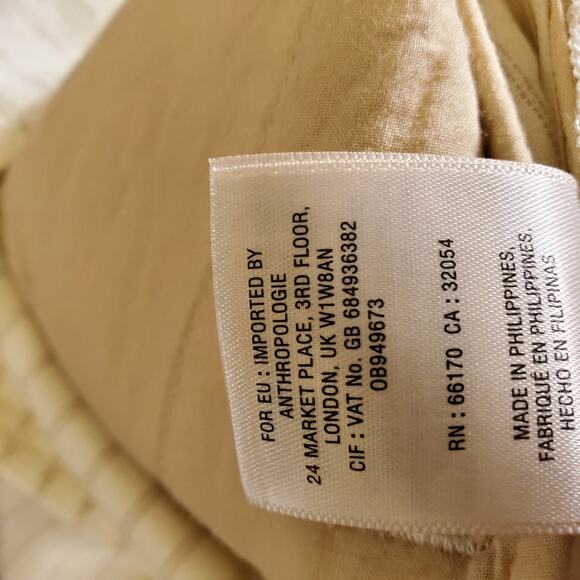 FOR EU : IMPORTED BY
ANTHROPOLOGIE
24 MARKET PLACE, 3RD FLOOR,
LONDON, UK W1W8AN
CIF : VAT No. GB 684936382
OB949673
RN : 66170 CA : 32054
MADE IN PHILIPPINES,
FABRIQUÉ EN PHILIPPINES,
HECHO EN FILIPINAS